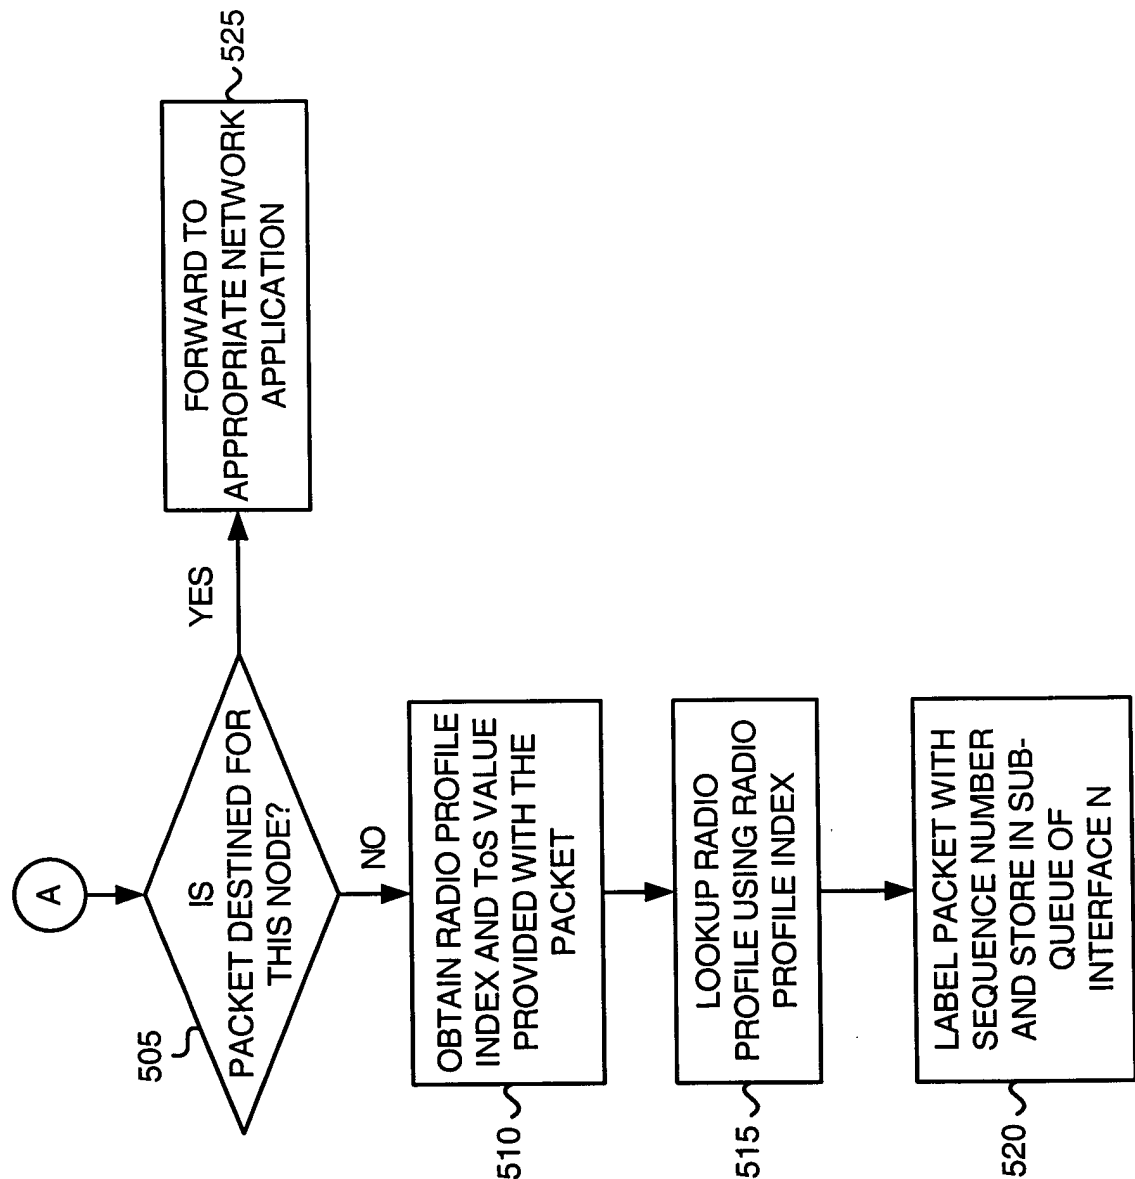 A
505
IS
PACKET DESTINED FOR
THIS NODE?
YES
FORWARD TO
APPROPRIATE NETWORK
APPLICATION
525
NO
510
OBTAIN RADIO PROFILE
INDEX AND ToS VALUE
PROVIDED WITH THE
PACKET
515
LOOKUP RADIO
PROFILE USING RADIO
PROFILE INDEX
520
LABEL PACKET WITH
SEQUENCE NUMBER
AND STORE IN SUB-
QUEUE OF
INTERFACE N